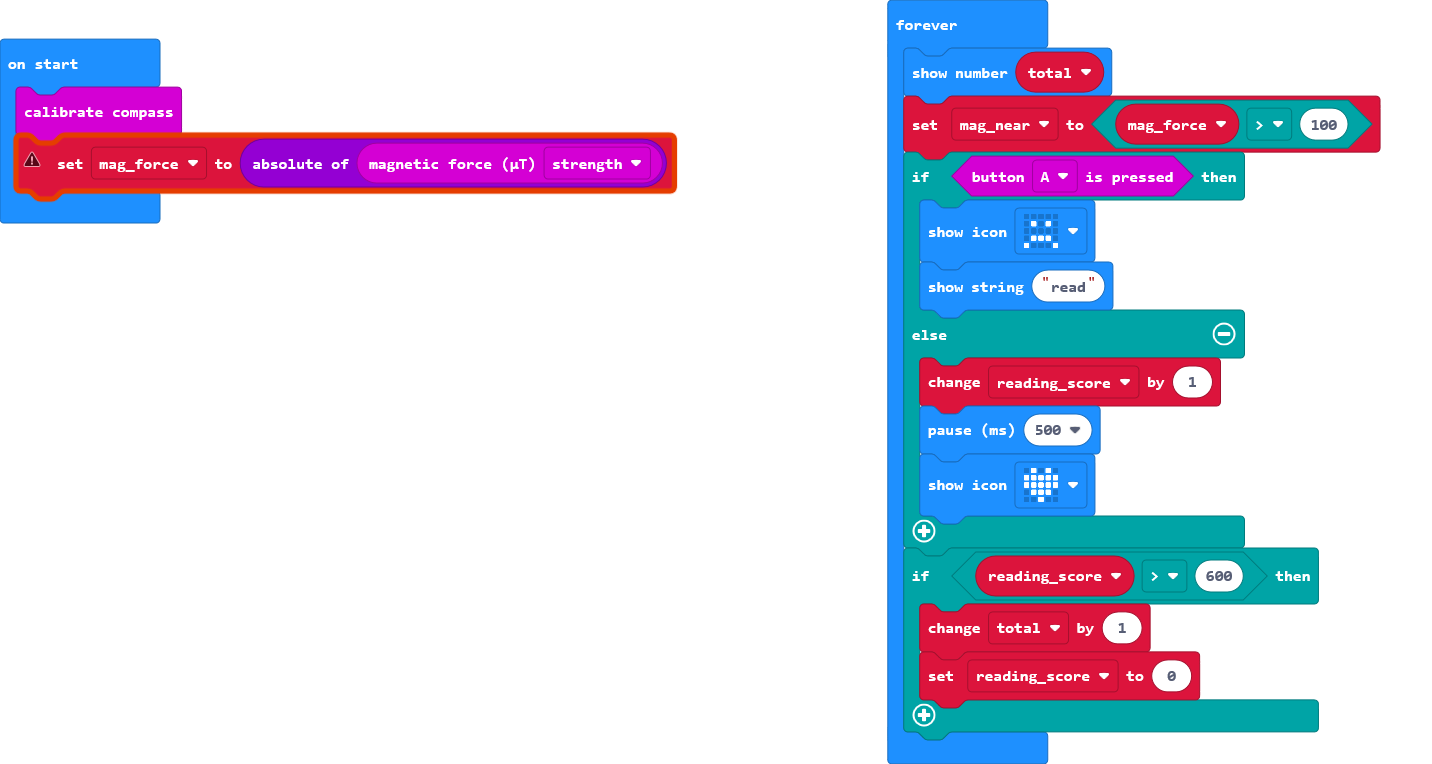 on start
calibrate compass
set mag_force to absolute of magnetic force (µT) strength
forever
show number total
set mag_near to mag_force > 100
if button A is pressed then
show icon
show string "read"
else
change reading_score by 1
pause (ms) 500
show icon
if reading_score > 600 then
change total by 1
set reading_score to 0